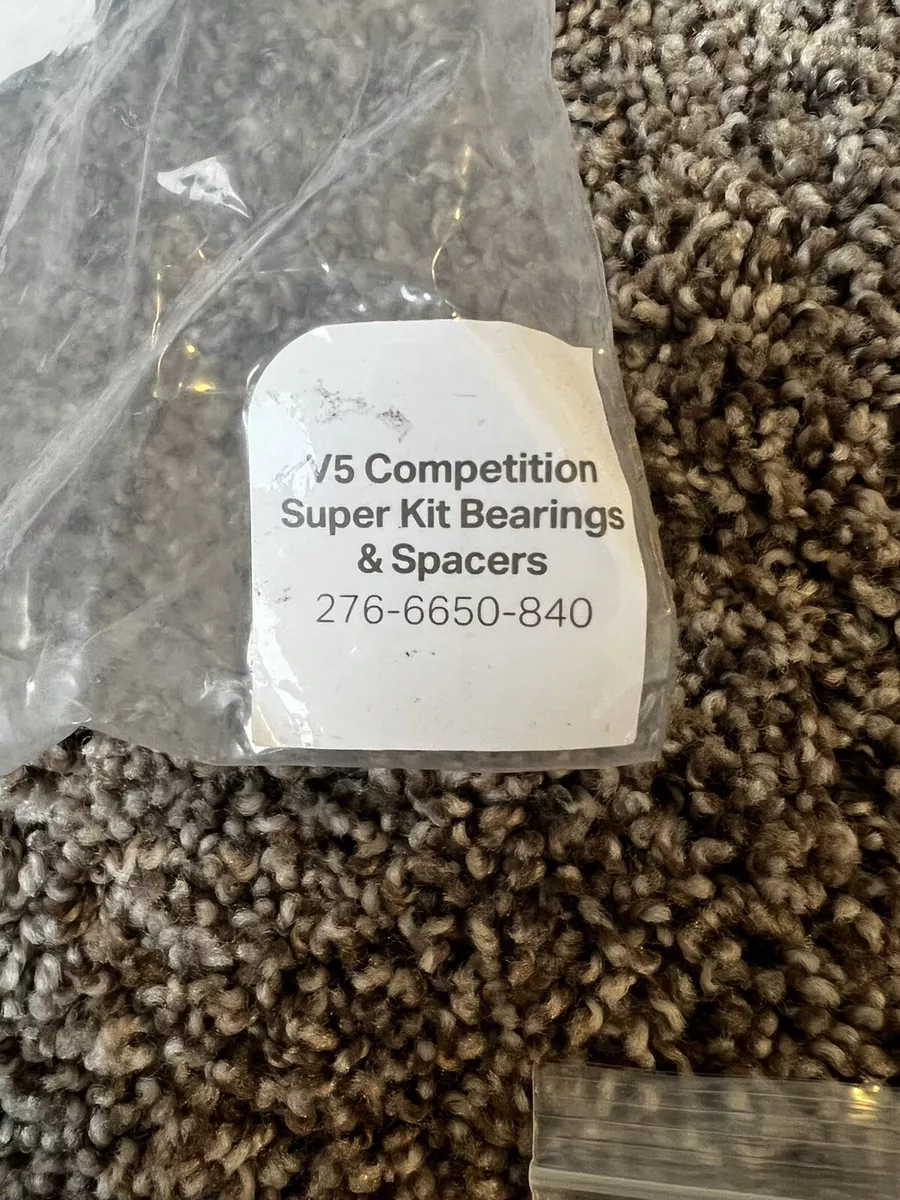 V5 Competition
Super Kit Bearings
& Spacers
276-6650-840